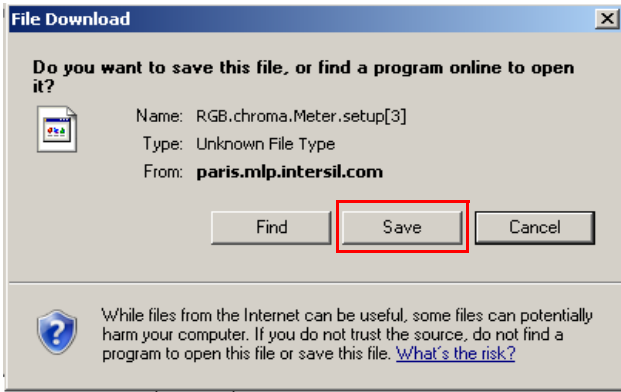 File Download
Do you want to save this file, or find a program online to open
it?
Name: RGB.chroma.Meter.setup[3]
Type: Unknown File Type
From: paris.mlp.intersil.com
Find Save Cancel
While files from the Internet can be useful, some files can potentially
harm your computer. If you do not trust the source, do not find a
program to open this file or save this file. What's the risk?